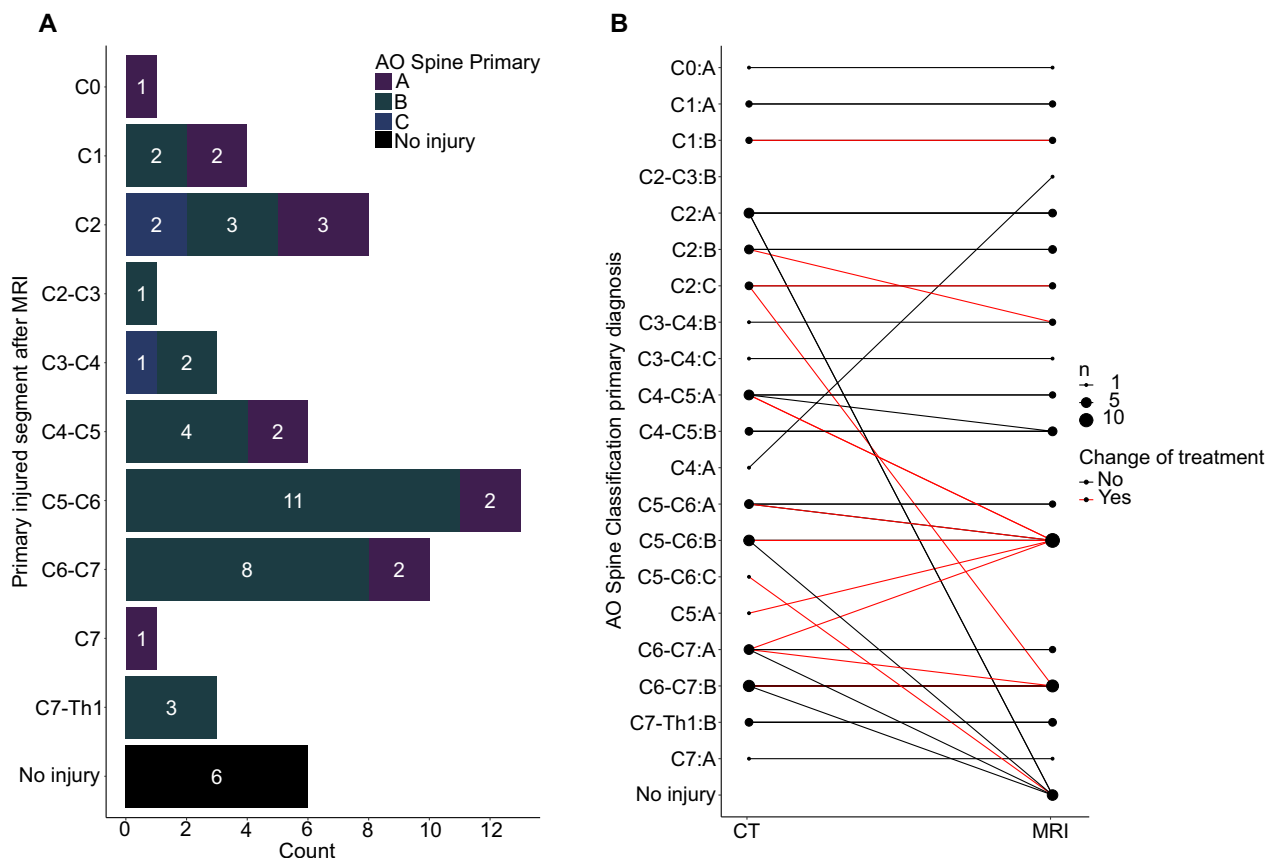 A
AO Spine Primary
A
B
C
No injury
Primary injured segment after MRI
C0
1
C1
2 2
C2
2 3 3
C2-C3
1
C3-C4
1 2
C4-C5
4 2
C5-C6
11 2
C6-C7
8 2
C7
1
C7-Th1
3
No injury
6
0 2 4 6 8 10 12
Count
B
AO Spine Classification primary diagnosis
C0:A
C1:A
C1:B
C2-C3:B
C2:A
C2:B
C2:C
C3-C4:B
C3-C4:C
C4-C5:A
C4-C5:B
C4:A
C5-C6:A
C5-C6:B
C5-C6:C
C5:A
C6-C7:A
C6-C7:B
C7-Th1:B
C7:A
No injury
CT MRI
n
1
5
10
Change of treatment
No
Yes